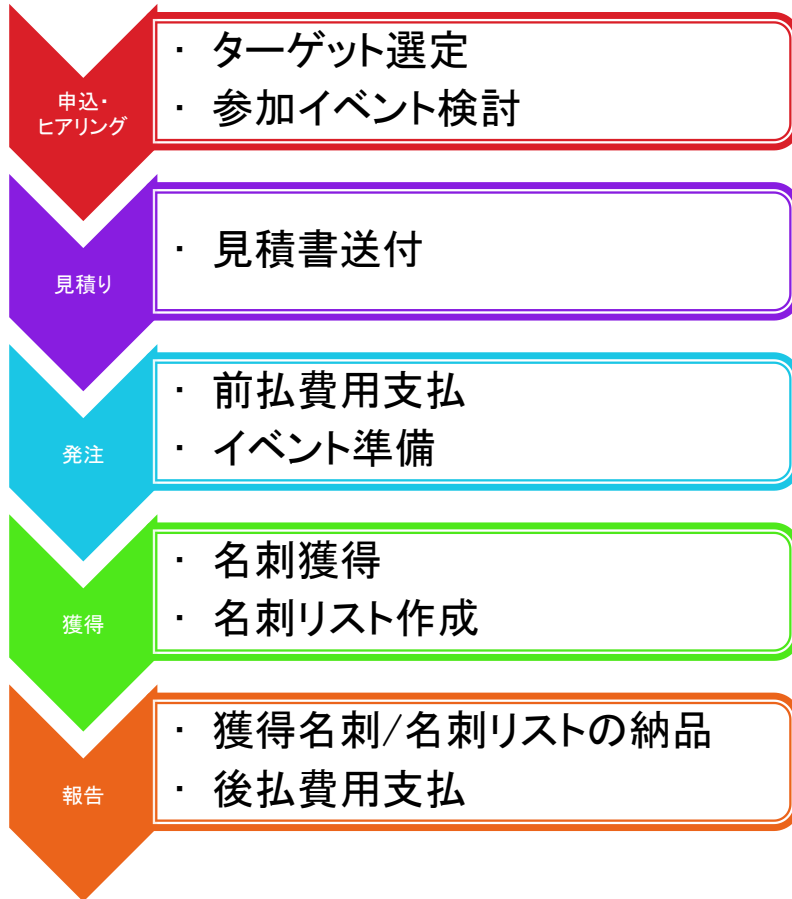 申込・
ヒアリング
・ ターゲット選定
・ 参加イベント検討
見積り
・ 見積書送付
発注
・ 前払費用支払
・ イベント準備
獲得
・ 名刺獲得
・ 名刺リスト作成
報告
・ 獲得名刺/名刺リストの納品
・ 後払費用支払